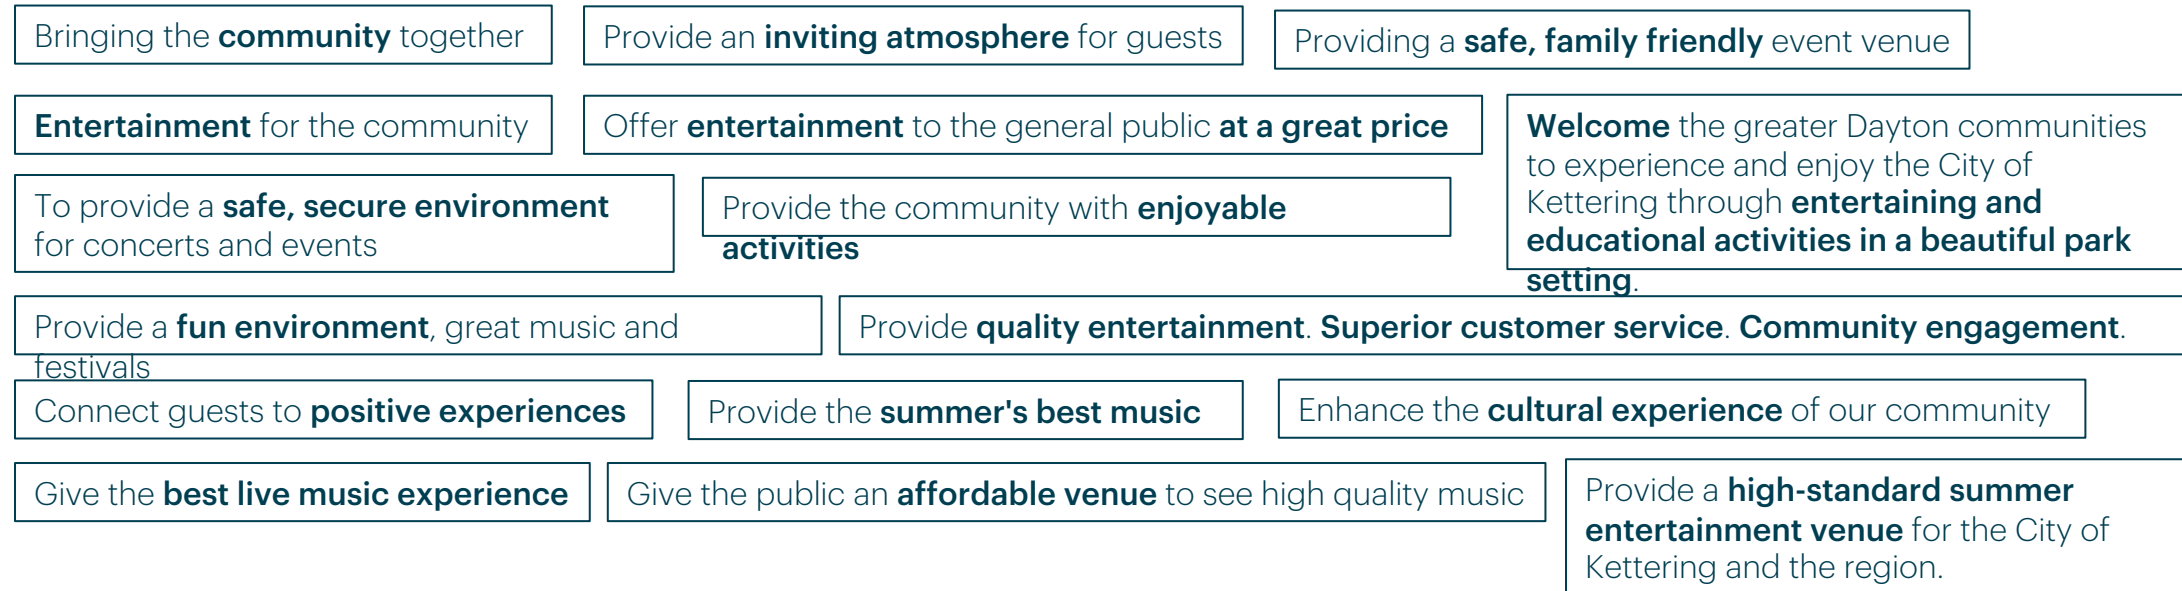 Bringing the community together
Provide an inviting atmosphere for guests
Providing a safe, family friendly event venue
Entertainment for the community
Offer entertainment to the general public at a great price
Welcome the greater Dayton communities
to experience and enjoy the City of
Kettering through entertaining and
educational activities in a beautiful park
setting.
To provide a safe, secure environment
for concerts and events
Provide the community with enjoyable
activities
Provide a fun environment, great music and
festivals
Provide quality entertainment. Superior customer service. Community engagement.
Connect guests to positive experiences
Provide the summer's best music
Enhance the cultural experience of our community
Give the best live music experience
Give the public an affordable venue to see high quality music
Provide a high-standard summer
entertainment venue for the City of
Kettering and the region.